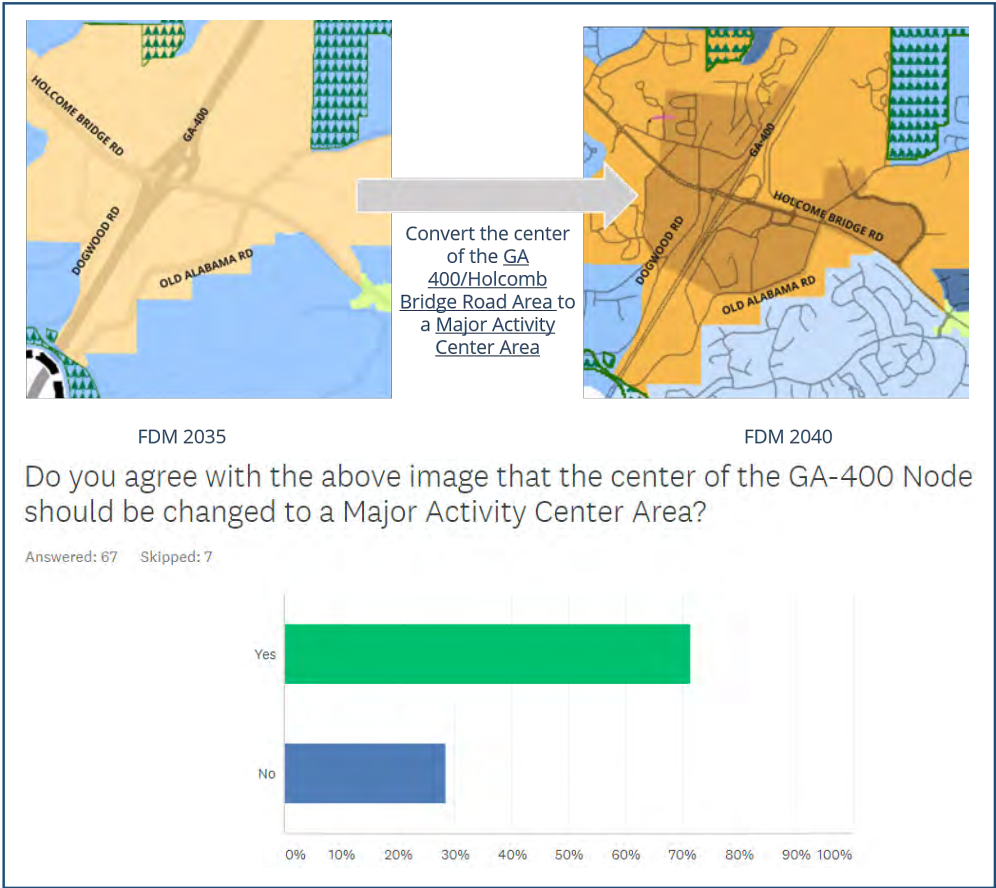 HOLCOME BRIDGE RD
GA-400
DOGWOOD RD
OLD ALABAMA RD
Convert the center
of the GA
400/Holcomb
Bridge Road Area to
a Major Activity
Center Area
GA-400
HOLCOME BRIDGE RD
DOGWOOD RD
OLD ALABAMA RD
FDM 2035
FDM 2040
Do you agree with the above image that the center of the GA-400 Node
should be changed to a Major Activity Center Area?
Answered: 67 Skipped: 7
Yes
No
0% 10% 20% 30% 40% 50% 60% 70% 80% 90% 100%